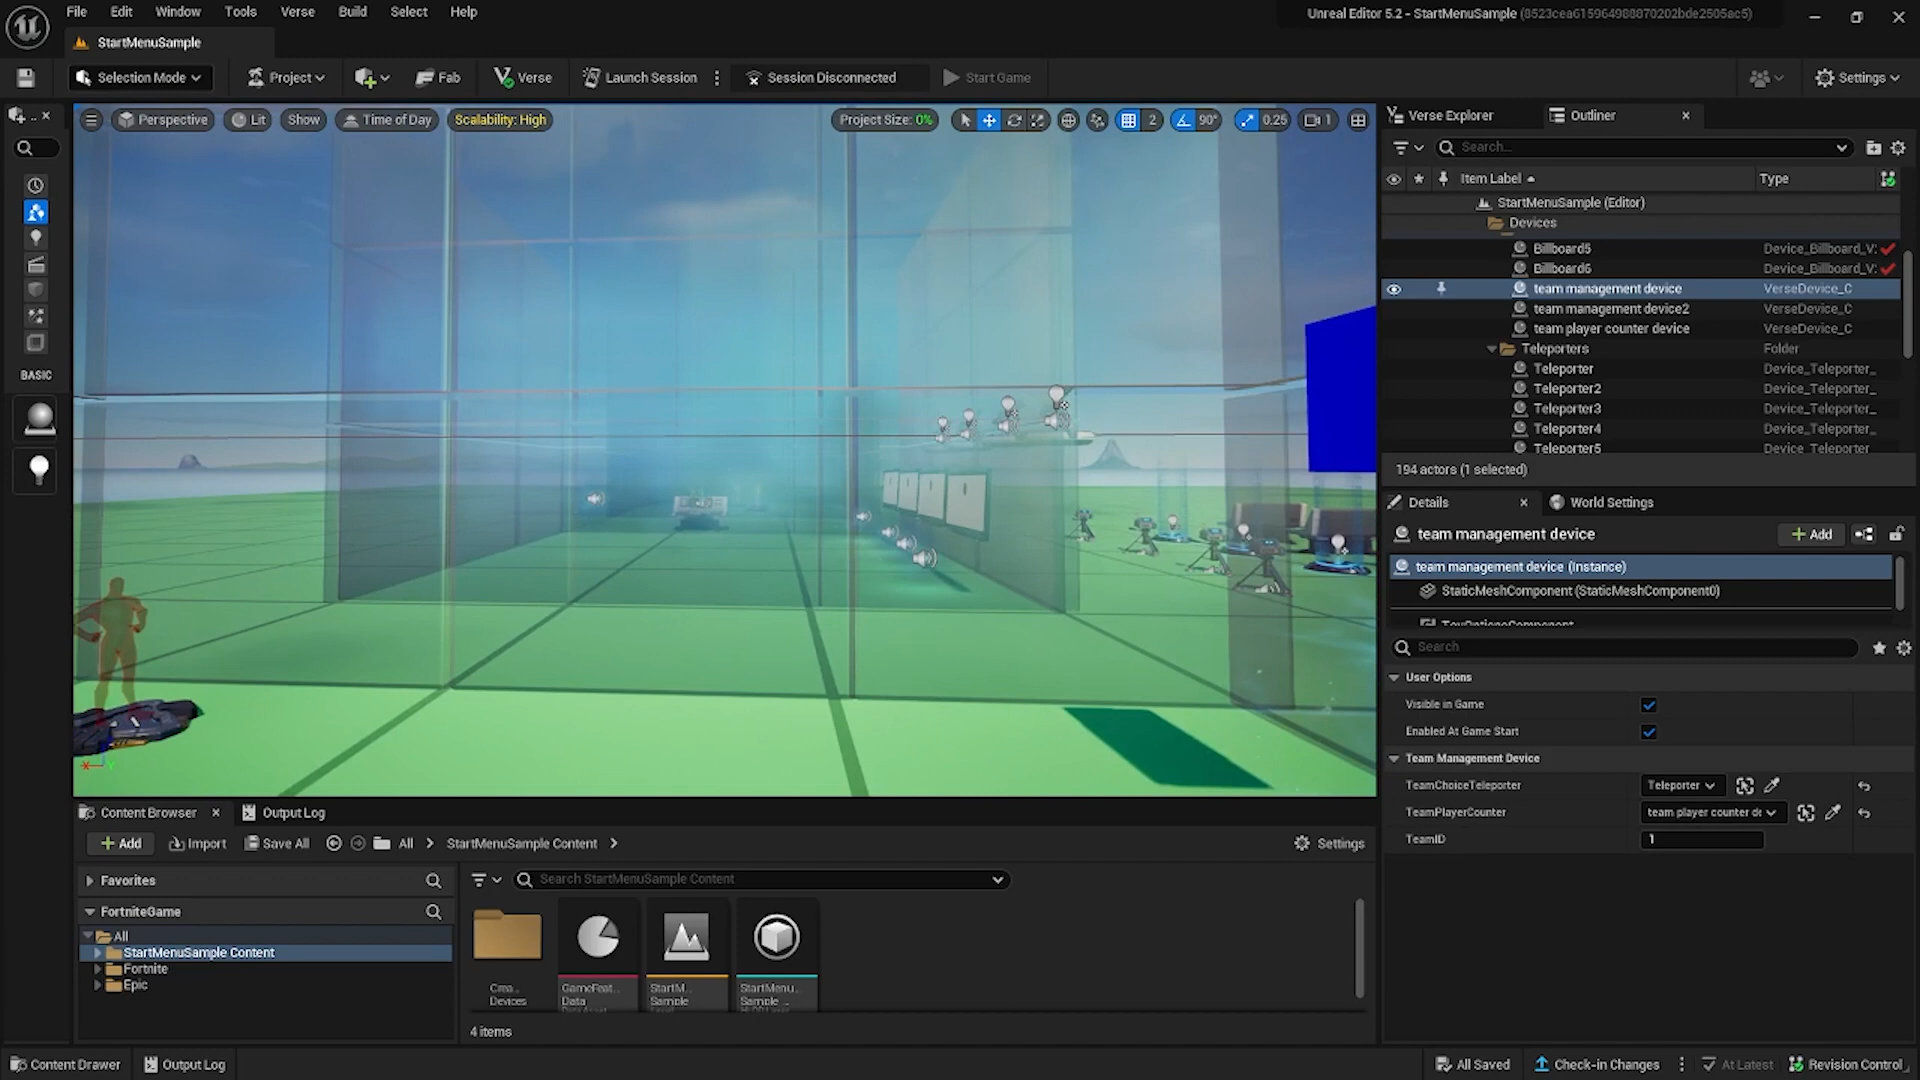 File Edit Window Tools Verse Build Select Help
Unreal Editor 5.2 - StartMenuSample (8523cea615964988870202bde2505ac5)
StartMenuSample
Selection Mode
Project
Fab
Verse
Launch Session
Session Disconnected
Start Game
Settings
Perspective
Lit
Show
Time of Day
Scalability: High
Project Size: 0%
2
90°
0.25
1
BASIC
Verse Explorer
Outliner
Search...
Item Label
Type
StartMenuSample (Editor)
Devices
Billboard5 Device_Billboard_V
Billboard6 Device_Billboard_V
team management device VerseDevice_C
team management device2 VerseDevice_C
team player counter device VerseDevice_C
Teleporters Folder
Teleporter Device_Teleporter_
Teleporter2 Device_Teleporter_
Teleporter3 Device_Teleporter_
Teleporter4 Device_Teleporter_
Teleporter5 Device_Teleporter_
194 actors (1 selected)
Details
World Settings
team management device
Add
team management device (Instance)
StaticMeshComponent (StaticMeshComponent0)
Search
User Options
Visible in Game
Enabled At Game Start
Team Management Device
TeamChoiceTeleporter Teleporter
TeamPlayerCounter team player counter de
TeamID 1
Content Browser
Output Log
Add
Import
Save All
All
StartMenuSample Content
Settings
Favorites
FortniteGame
All
StartMenuSample Content
Fortnite
Epic
Search StartMenuSample Content
Crea..
Devices
GameFeat..
Data
StartM..
Sample
StartMenu..
Sample ..
4 items
Content Drawer
Output Log
All Saved
Check-in Changes
At Latest
Revision Control